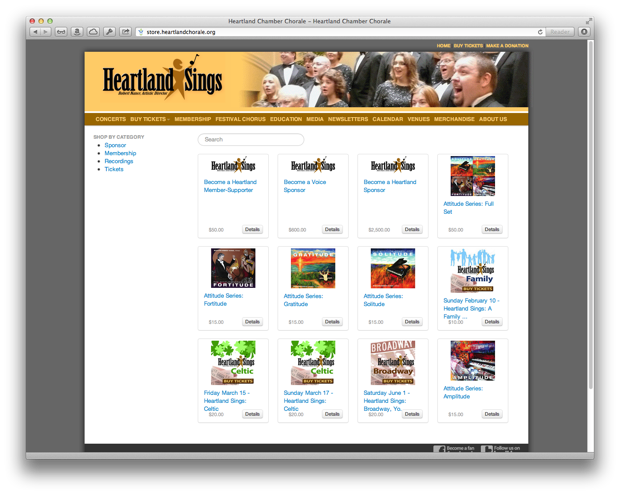 Heartland Chamber Chorale – Heartland Chamber Chorale
store.heartlandchorale.org
Reader
HOME BUY TICKETS MAKE A DONATION
Heartland Sings
Robert Nance, Artistic Director
CONCERTS BUY TICKETS MEMBERSHIP FESTIVAL CHORUS EDUCATION MEDIA NEWSLETTERS CALENDAR VENUES MERCHANDISE ABOUT US
SHOP BY CATEGORY
• Sponsor
• Membership
• Recordings
• Tickets
Search
Heartland Sings
Become a Heartland
Member-Supporter
$50.00 Details
Heartland Sings
Become a Voice
Sponsor
$600.00 Details
Heartland Sings
Become a Heartland
Sponsor
$2,500.00 Details
Attitude Series: Full
Set
$50.00 Details
FORTITUDE
Attitude Series:
Fortitude
$15.00 Details
GRATITUDE
Attitude Series:
Gratitude
$15.00 Details
SOLITUDE
Attitude Series:
Solitude
$15.00 Details
Heartland Sings
Family
BUY TICKETS
Sunday February 10 -
Heartland Sings: A
Family ...
$10.00 Details
Heartland Sings
Celtic
BUY TICKETS
Friday March 15 -
Heartland Sings:
Celtic
$20.00 Details
Heartland Sings
Celtic
BUY TICKETS
Sunday March 17 -
Heartland Sings:
Celtic
$20.00 Details
BROADWAY
Heartland Sings
Broadway
BUY TICKETS
Saturday June 1 -
Heartland Sings:
Broadway, Yo.
$20.00 Details
AMPLITUDE
Attitude Series:
Amplitude
$15.00 Details
Become a fan
Follow us on